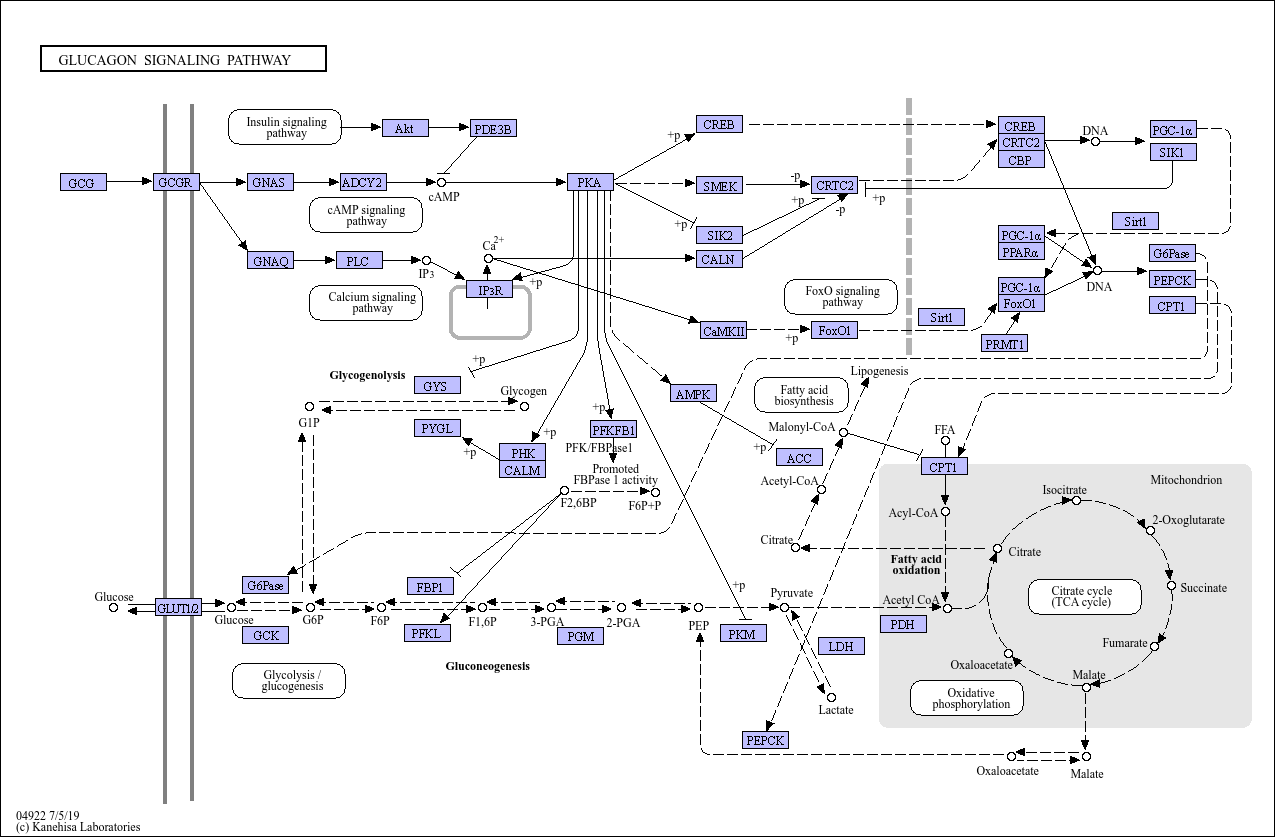 GLUCAGON SIGNALING PATHWAY
Insulin signaling
pathway
Akt
PDE3B
GCG
GCGR
GNAS
ADCY2
cAMP
cAMP signaling
pathway
GNAQ
PLC
IP3
Ca2+
IP3R
+p
Calcium signaling
pathway
PKA
+p
CREB
SMEK
-p
CRTC2
+p
+p
-p
+p
SIK2
CALN
CREB
CRTC2
CBP
DNA
PGC-1α
SIK1
Sirt1
PGC-1α
PPARα
PGC-1α
FoxO1
DNA
G6Pase
PEPCK
CPT1
FoxO signaling
pathway
CaMKII
+p
FoxO1
Sirt1
PRMT1
Glycogenolysis
+p
GYS
Glycogen
G1P
PYGL
+p
PHK
CALM
+p
+p
PFKFB1
PFK/FBPase1
Promoted
FBPase 1 activity
F2,6BP
F6P+P
AMPK
+p
ACC
Fatty acid
biosynthesis
Lipogenesis
Malonyl-CoA
Acetyl-CoA
Citrate
FFA
CPT1
Acyl-CoA
Fatty acid
oxidation
Mitochondrion
Isocitrate
2-Oxoglutarate
Citrate
Succinate
Citrate cycle
(TCA cycle)
Fumarate
Malate
Oxaloacetate
Oxidative
phosphorylation
Glucose
GLUT1/2
G6Pase
Glucose
GCK
G6P
F6P
FBP1
PFKL
F1,6P
3-PGA
PGM
2-PGA
PEP
+p
PKM
Pyruvate
LDH
Lactate
Acetyl CoA
PDH
Gluconeogenesis
Glycolysis /
glucogenesis
PEPCK
Oxaloacetate
Malate
04922 7/5/19
(c) Kanehisa Laboratories